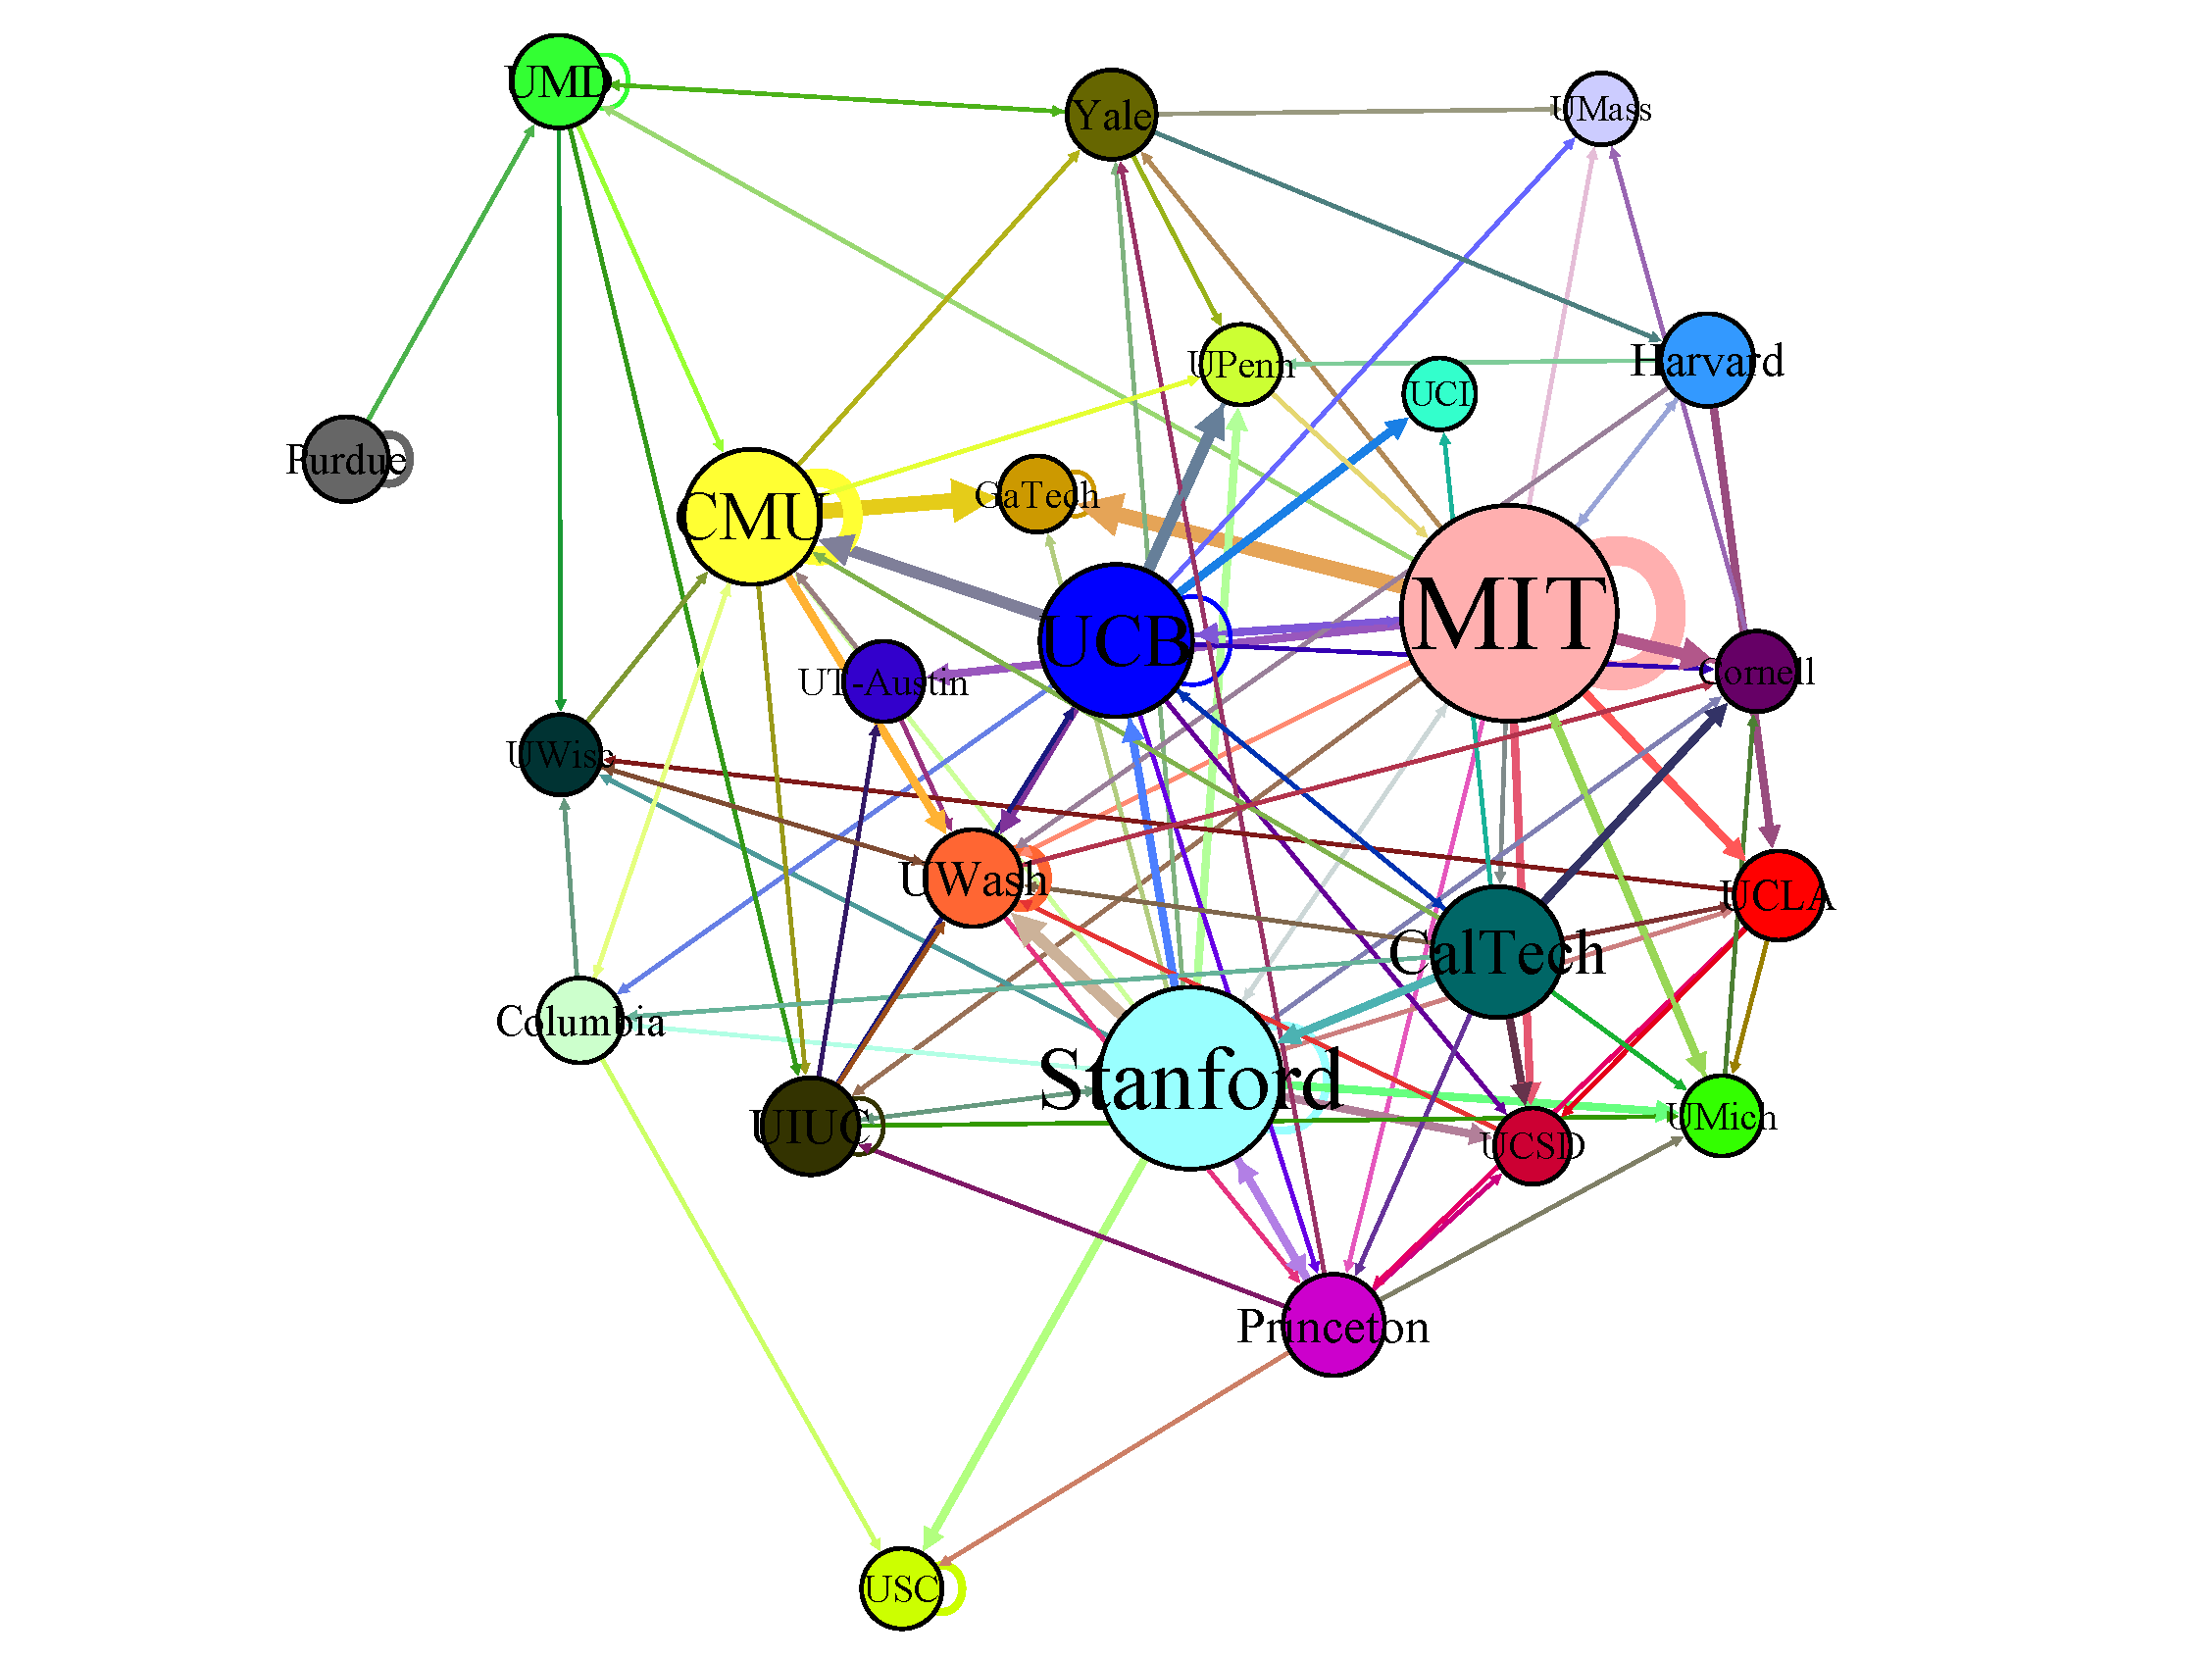 UMD
Yale
UMass
Harvard
UPenn
UCI
Purdue
GaTech
CMU
MIT
UCB
Cornell
UT-Austin
UWisc
UWash
UCLA
CalTech
Columbia
Stanford
UIUC
UMich
UCSD
Princeton
USC